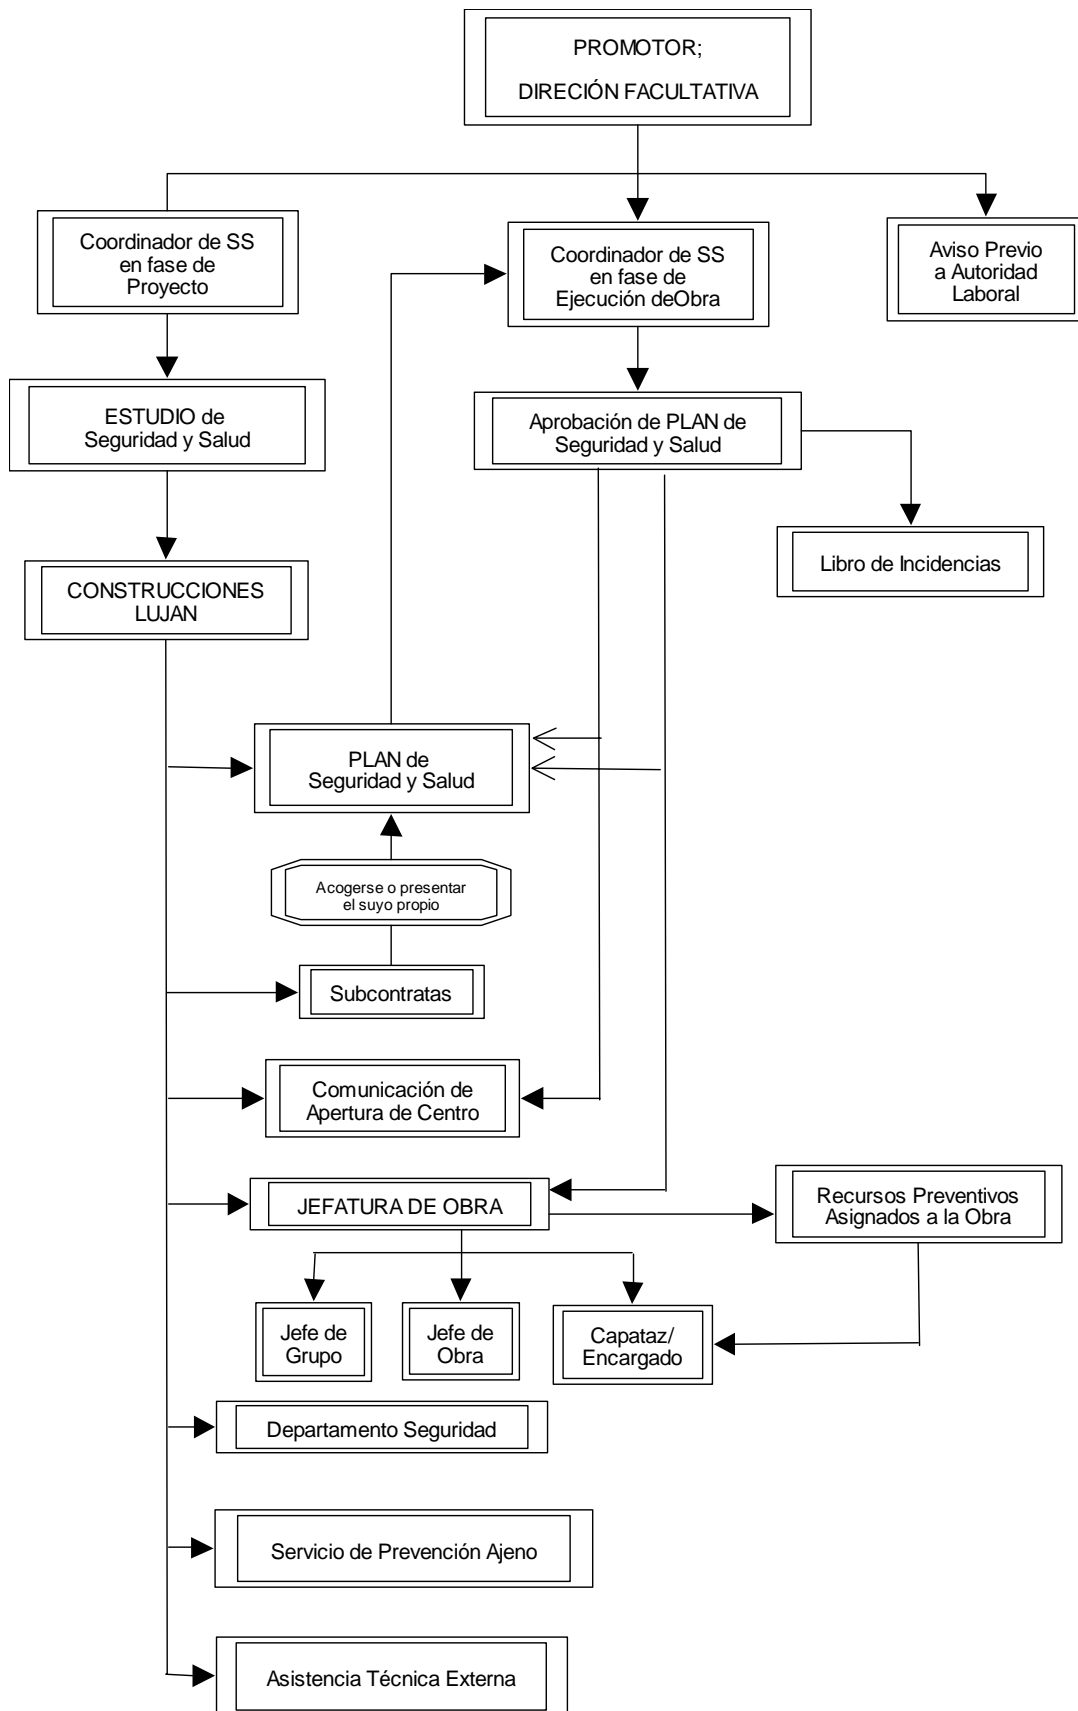 PROMOTOR;
DIRECIÓN FACULTATIVA
Coordinador de SS
en fase de
Proyecto
Coordinador de SS
en fase de
Ejecución deObra
Aviso Previo
a Autoridad
Laboral
ESTUDIO de
Seguridad y Salud
Aprobación de PLAN de
Seguridad y Salud
Libro de Incidencias
CONSTRUCCIONES
LUJAN
PLAN de
Seguridad y Salud
Acogerse o presentar
el suyo propio
Subcontratas
Comunicación de
Apertura de Centro
JEFATURA DE OBRA
Recursos Preventivos
Asignados a la Obra
Jefe de
Grupo
Jefe de
Obra
Capataz/
Encargado
Departamento Seguridad
Servicio de Prevención Ajeno
Asistencia Técnica Externa